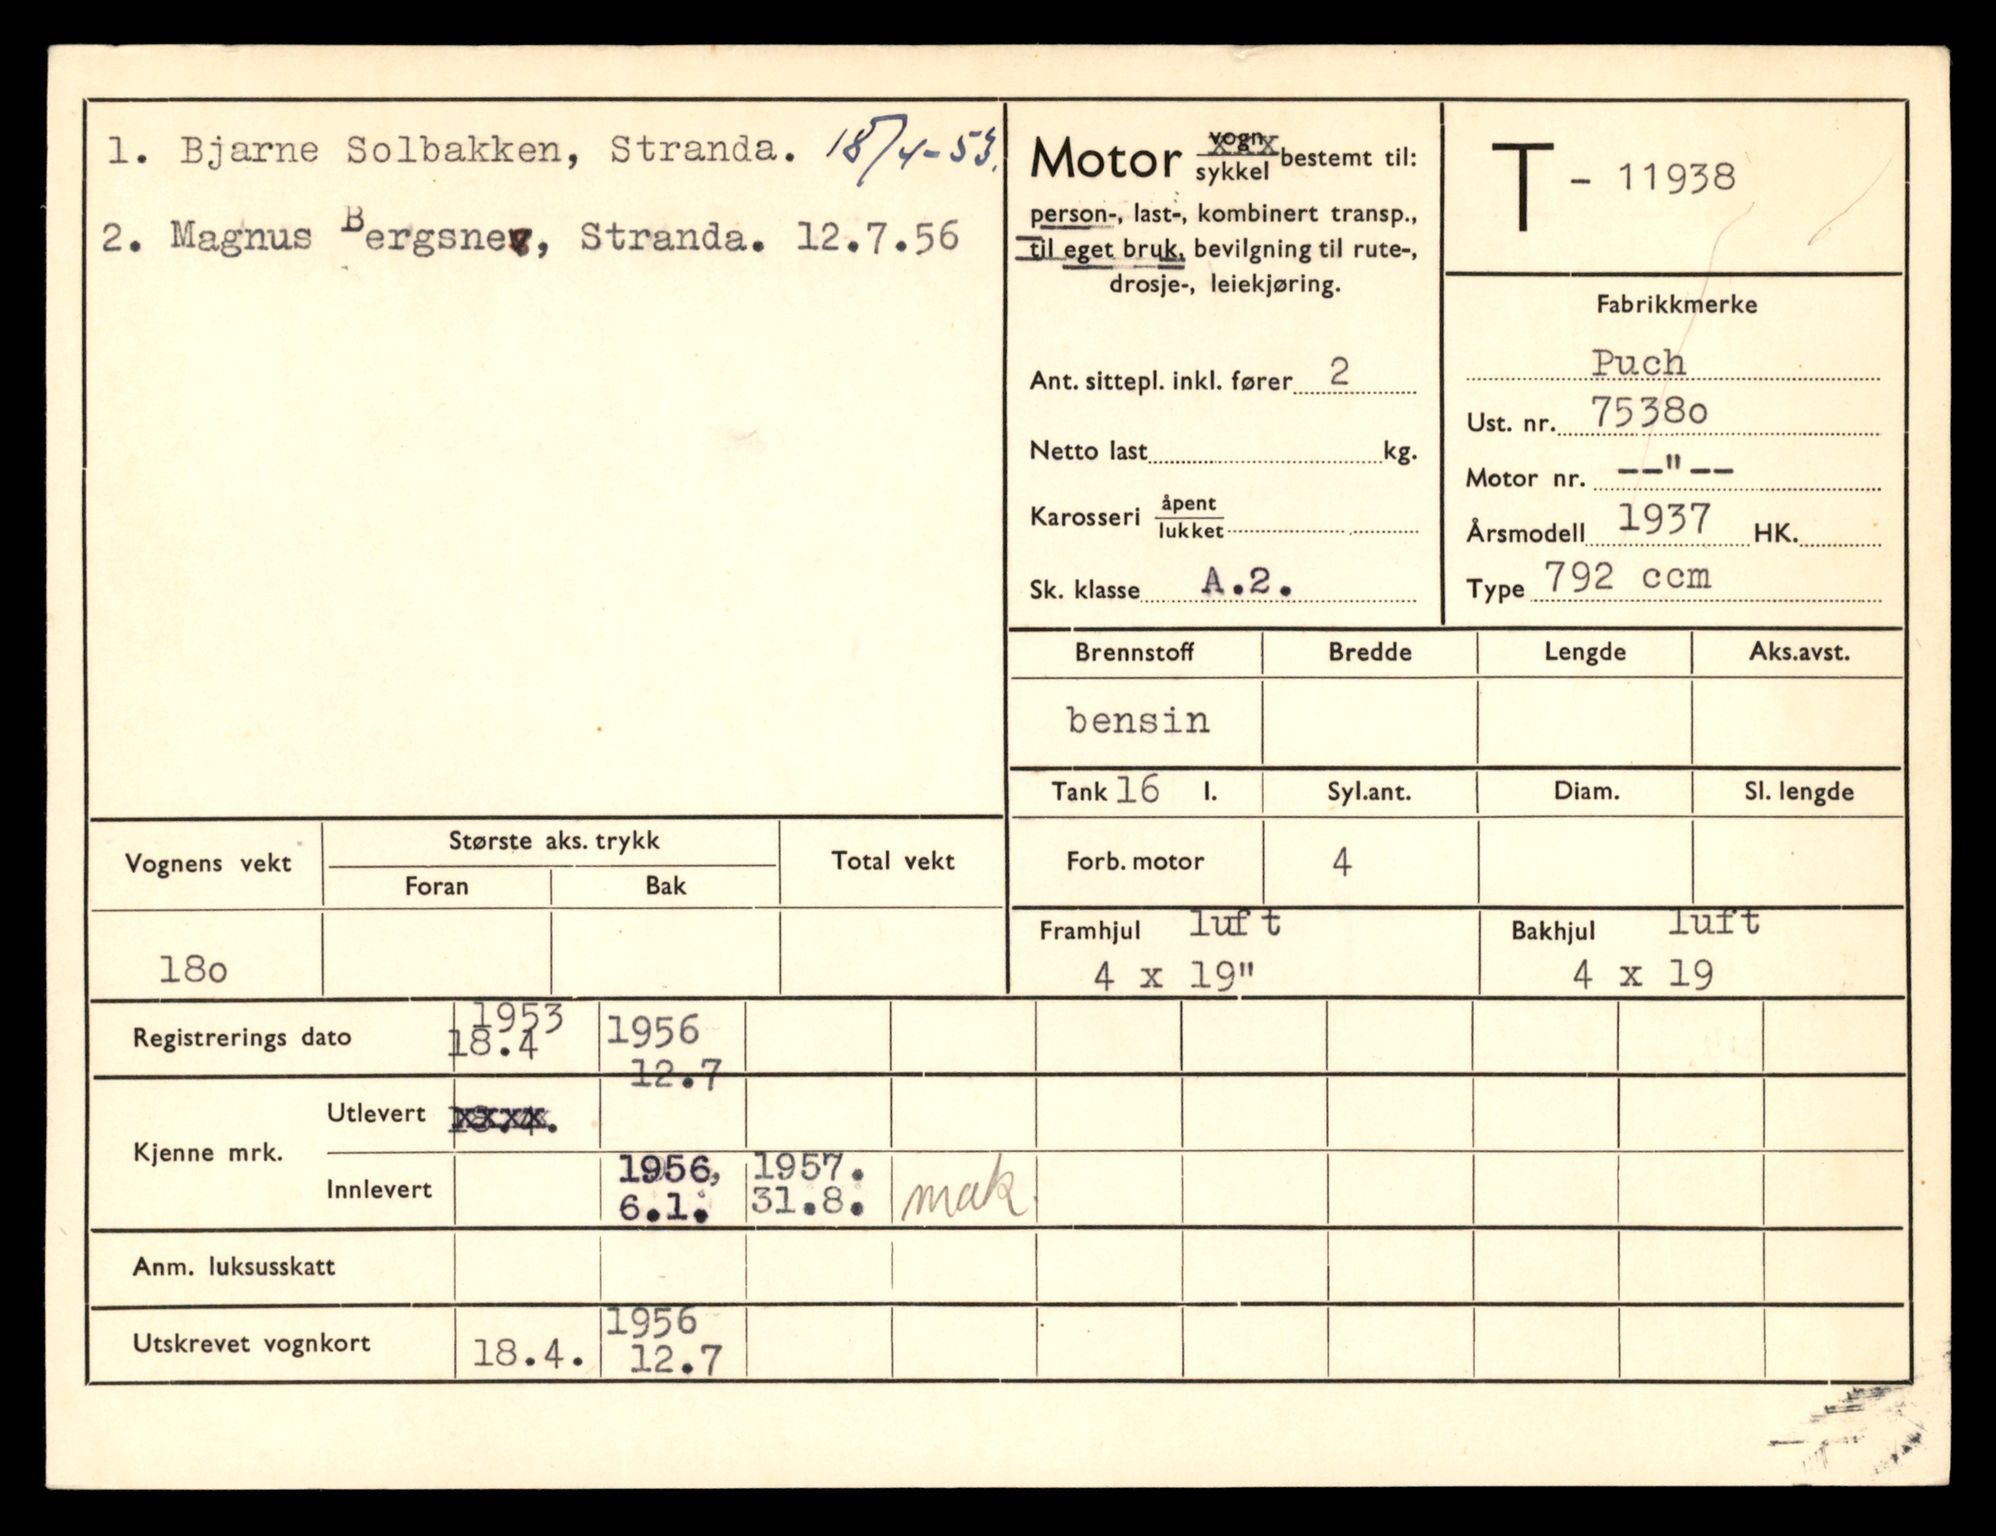 1. Bjarne Solbakken, Stranda. 18/4-53.
2. Magnus Bergsnev, Stranda. 12.7.56
Motor vogn/sykkel bestemt til:
person-, last-, kombinert transp.,
til eget bruk, bevilgning til rute-,
drosje-, leiekjøring.
Ant. sittepl. inkl. fører 2
Netto last kg.
Karosseri åpent/lukket
Sk. klasse A.2.
T - 11938
Fabrikkmerke
Puch
Ust. nr. 7538o
Motor nr. --"--
Årsmodell 1937 HK.
Type 792 ccm
Brennstoff Bredde Lengde Aks.avst.
bensin
Tank 16 l. Syl.ant. Diam. Sl. lengde
Forb. motor 4
Framhjul luft Bakhjul luft
4 x 19" 4 x 19
Vognens vekt Største aks. trykk Total vekt
Foran Bak
18o
Registrerings dato 1953 1956
18.4 12.7
Kjenne mrk.
Utlevert
Innlevert 1956, 1957. mak.
6.1. 31.8.
Anm. luksusskatt
Utskrevet vognkort 18.4. 1956
12.7